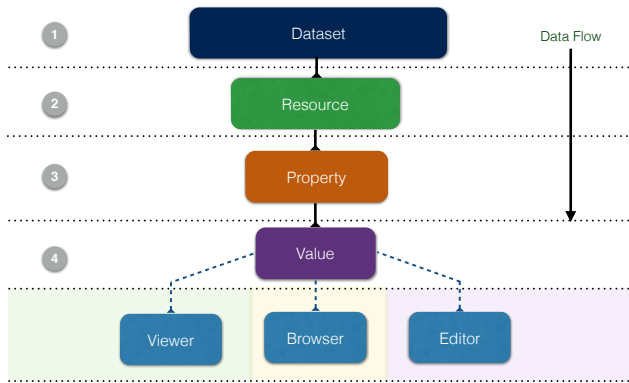 1
Dataset
Data Flow
2
Resource
3
Property
4
Value
Viewer
Browser
Editor